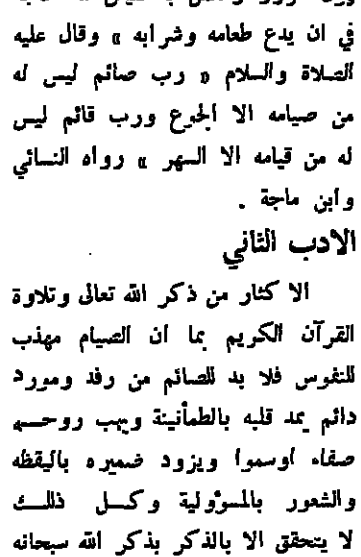 في ان يدع طعامه وشرابه » وقال عليه
الصلاة والسلام « رب صائم ليس له
من صيامه الا الجوع ورب قائم ليس
له من قيامه الا السهر » رواه النسائي
وابن ماجة .
الادب الثاني
الا كثار من ذكر الله تعالى وتلاوة
القرآن الكريم بما ان الصيام مهذب
للنفوس فلا بد للصائم من رفد ومورد
دائم يمد قلبه بالطمأنينة ويهب روحه
صفاء اوسموا ويزود ضميره باليقظه
والشعور بالمسؤولية وكل ذلك
لا يتحقق الا بالذكر بذكر الله سبحانه